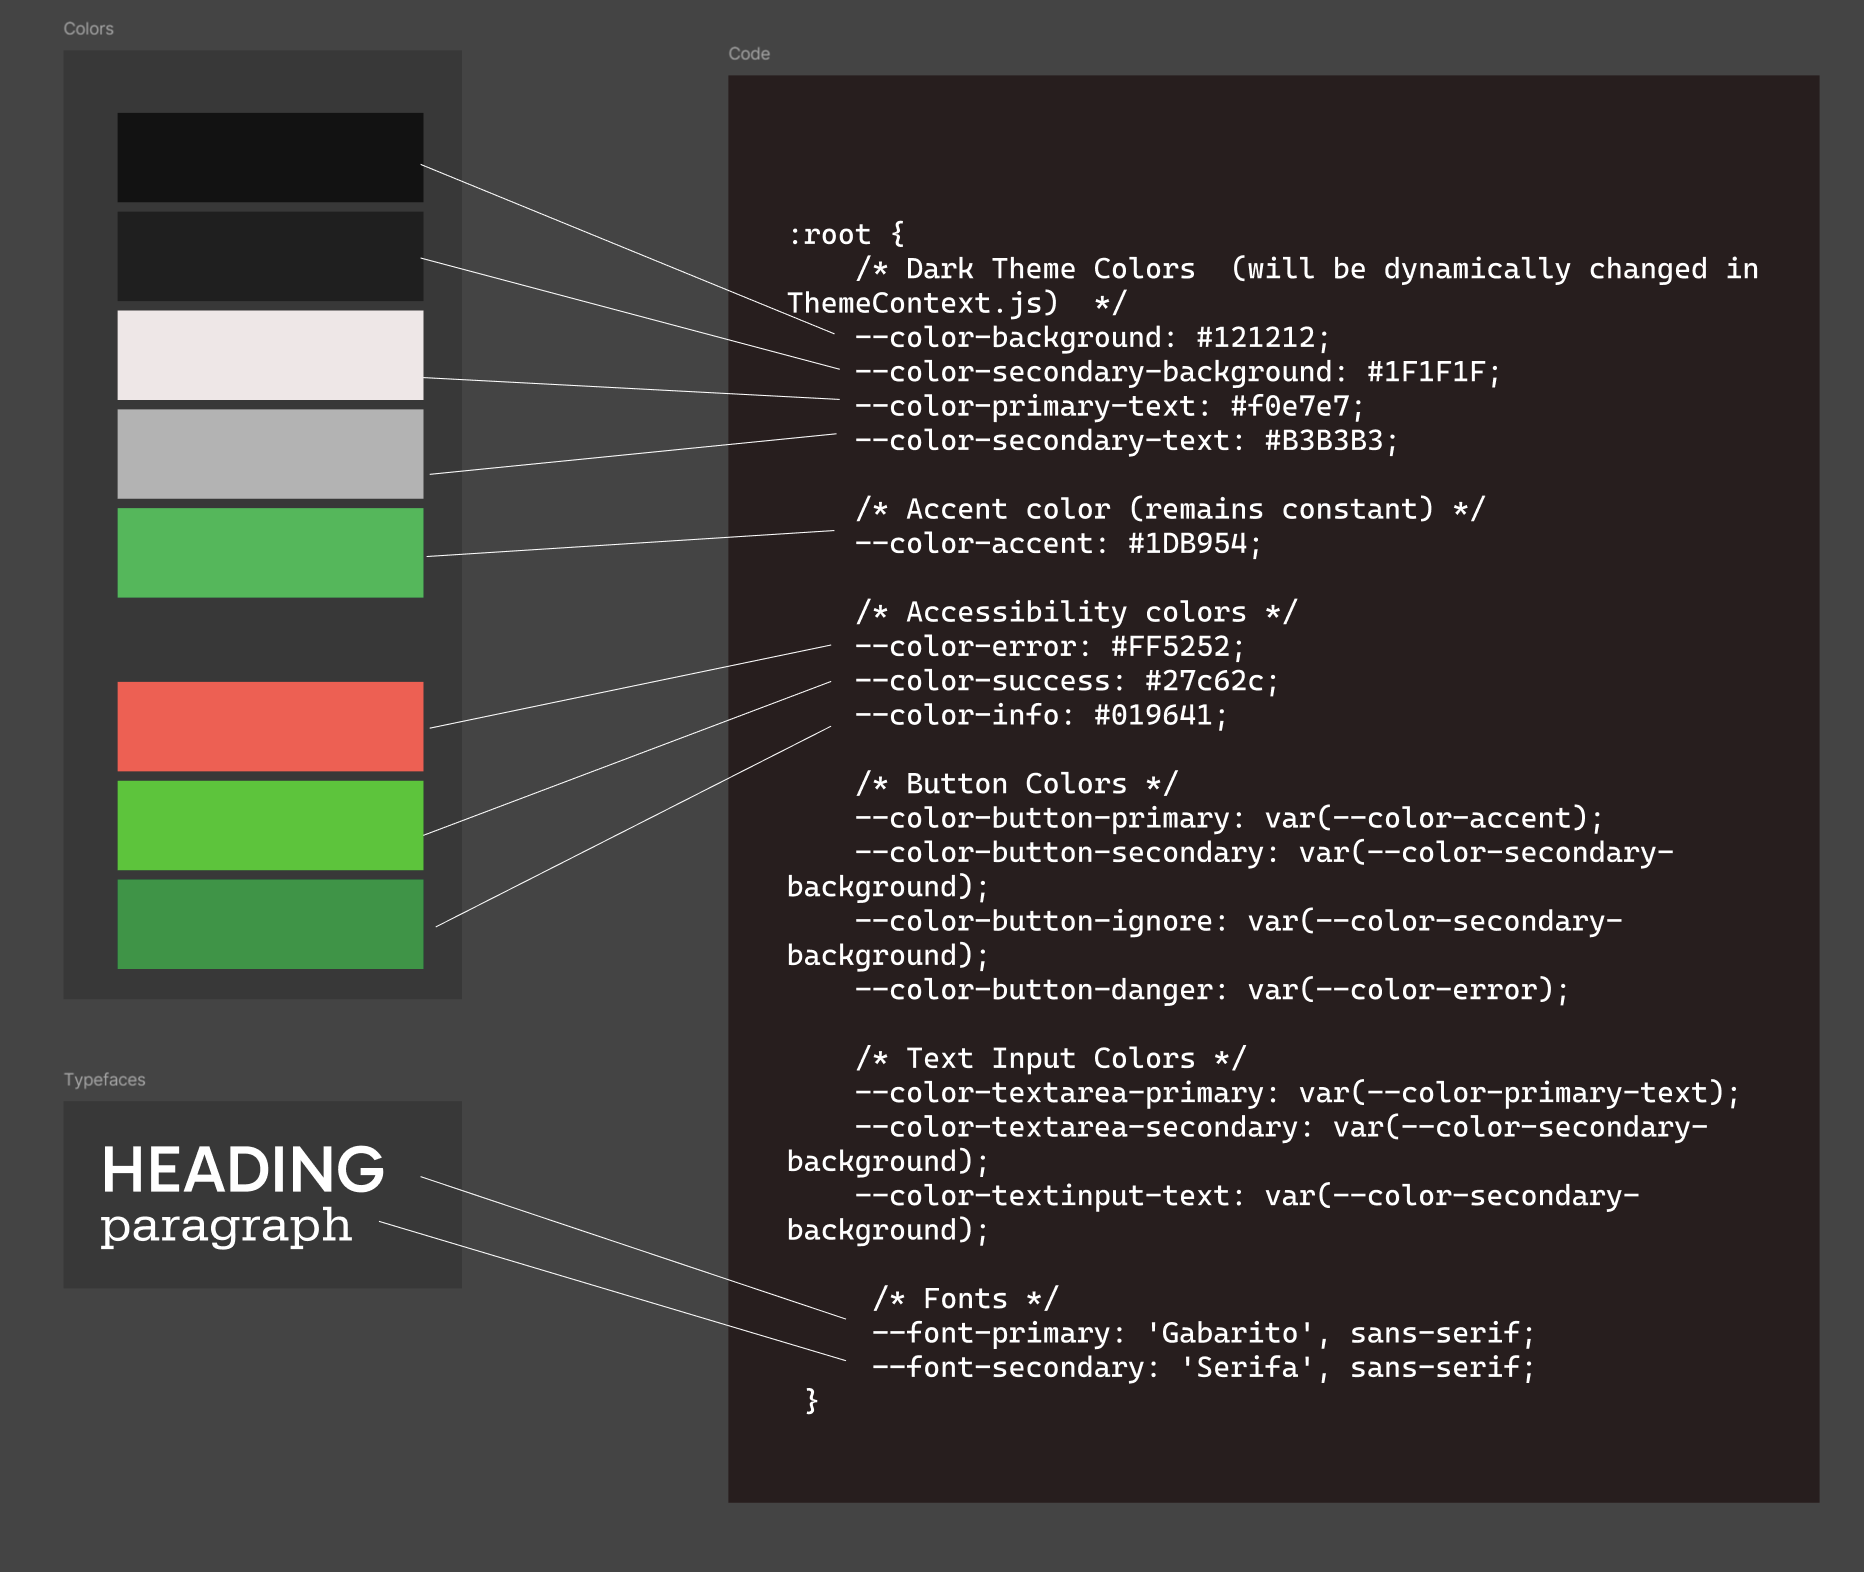 Colors
Code
:root {
/* Dark Theme Colors  (will be dynamically changed in
ThemeContext.js)  */
--color-background: #121212;
--color-secondary-background: #1F1F1F;
--color-primary-text: #f0e7e7;
--color-secondary-text: #B3B3B3;
/* Accent color (remains constant) */
--color-accent: #1DB954;
/* Accessibility colors */
--color-error: #FF5252;
--color-success: #27c62c;
--color-info: #019641;
/* Button Colors */
--color-button-primary: var(--color-accent);
--color-button-secondary: var(--color-secondary-
background);
--color-button-ignore: var(--color-secondary-
background);
--color-button-danger: var(--color-error);
/* Text Input Colors */
--color-textarea-primary: var(--color-primary-text);
--color-textarea-secondary: var(--color-secondary-
background);
--color-textinput-text: var(--color-secondary-
background);
/* Fonts */
--font-primary: 'Gabarito', sans-serif;
--font-secondary: 'Serifa', sans-serif;
}
Typefaces
HEADING
paragraph